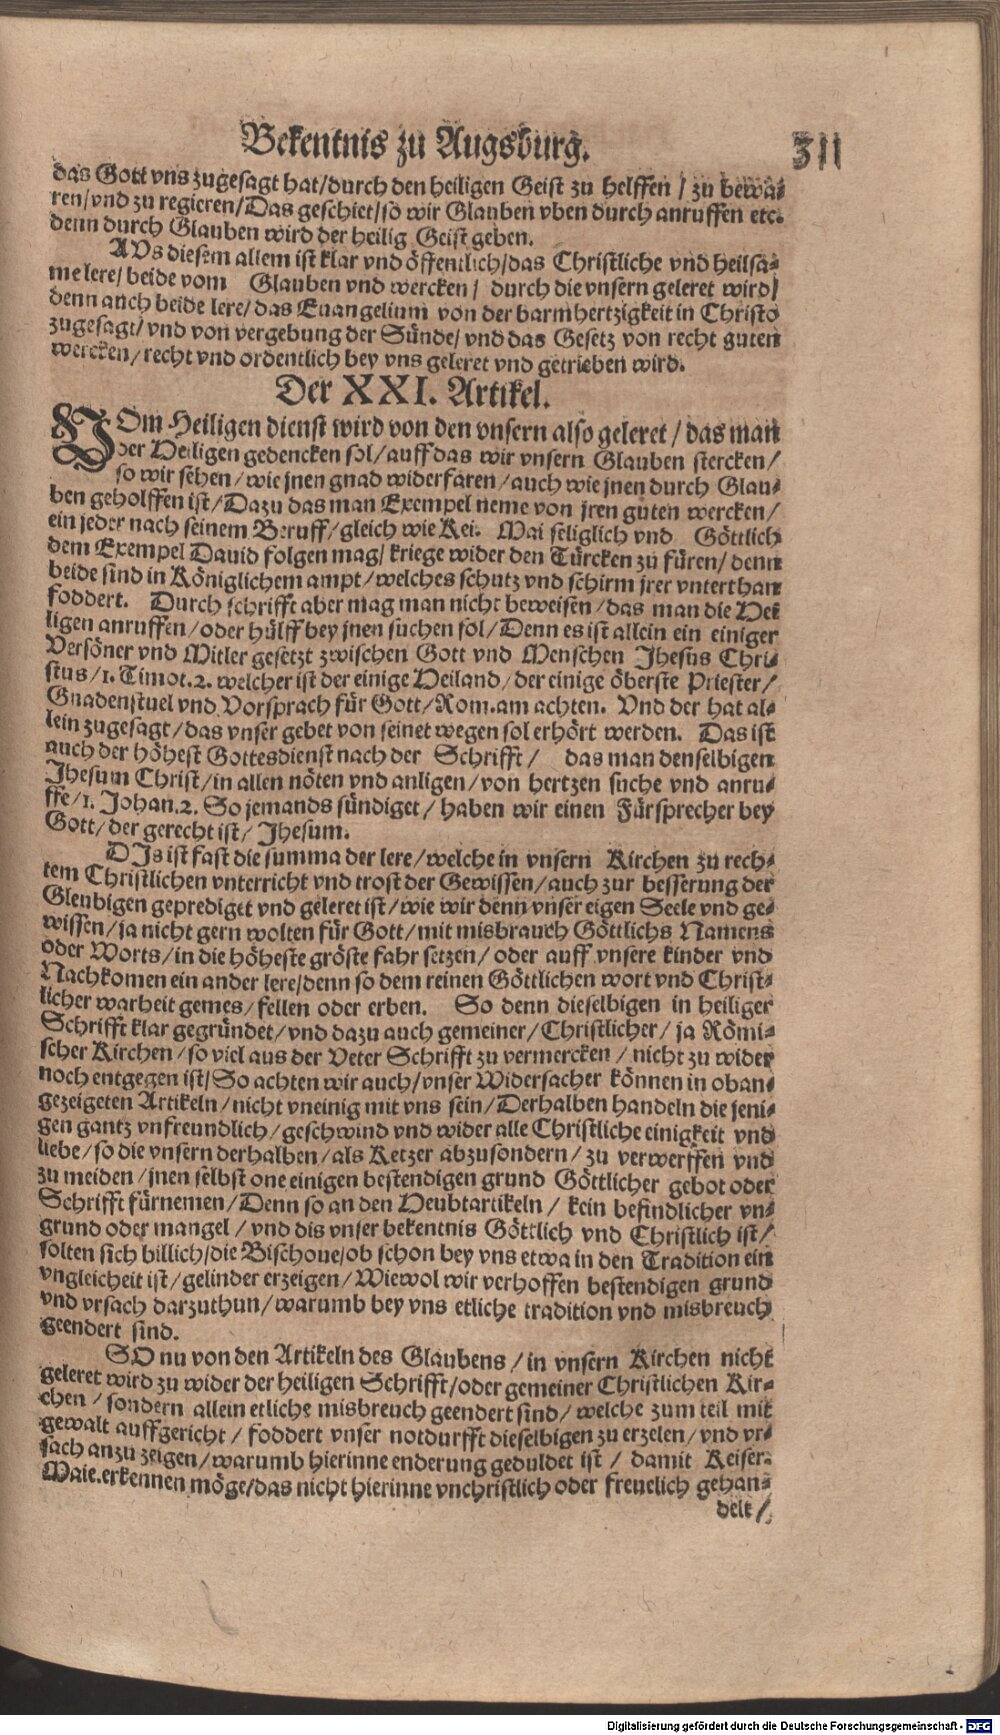 Bekentnis zu Augsburg. 311
das Gott vns zugesagt hat/durch den heiligen Geist zu helffen / zu bewa-
ren/vnd zu regieren/Das geschiet/so wir Glauben vben durch anruffen etc.
denn durch Glauben wird der heilig Geist geben.
AVs diesem allem ist klar vnd öffentlich/das Christliche vnd heilsa-
me lere/ beide vom Glauben vnd wercken / durch die vnsern geleret wird/
denn auch beide lere/ das Euangelium von der barmhertzigkeit in Christo
zugesagt/ vnd von vergebung der Sünde/ vnd das Gesetz von recht guten
wercken/ recht vnd ordentlich bey vns geleret vnd getrieben wird.
Der XXI. Artikel.
VOm Heiligen dienst wird von den vnsern also geleret / das man
der Heiligen gedencken sol/ auff das wir vnsern Glauben stercken/
so wir sehen/ wie jnen gnad widerfaren/ auch wie jnen durch Glau-
ben geholffen ist/ Dazu das man Exempel neme von jren guten wercken/
ein jeder nach seinem Beruff/ gleich wie Kei. Mai seliglich vnd Göttlich
dem Exempel Dauid folgen mag/ kriege wider den Türcken zu füren/ denn
beide sind in Königlichem ampt/ welches schutz vnd schirm jrer vnterthan
foddert. Durch schrifft aber mag man nicht beweisen/ das man die Hei
ligen anruffen/ oder hülff bey jnen suchen sol/ Denn es ist allein ein einiger
Versöner vnd Mitler gesetzt zwischen Gott vnd Menschen Jhesus Chri-
stus/ 1. Timot. 2. welcher ist der einige Heiland/ der einige öberste Priester/
Gnadenstuel vnd Vorsprach für Gott/ Rom. am achten. Vnd der hat al-
lein zugesagt/ das vnser gebet von seinet wegen sol erhört werden. Das ist
auch der höhest Gottesdienst nach der Schrifft / das man denselbigen
Jhesum Christ/ in allen nöten vnd anligen/ von hertzen suche vnd anru-
ffe/ 1. Johan. 2. So jemands sündiget/ haben wir einen Fürsprecher bey
Gott/ der gerecht ist/ Jhesum.
DIs ist fast die summa der lere/ welche in vnsern Kirchen zu rech-
tem Christlichen vnterricht vnd trost der Gewissen/ auch zur besserung der
Gleubigen geprediget vnd geleret ist/ wie wir denn vnser eigen Seele vnd ge-
wissen/ ja nicht gern wolten für Gott/ mit misbrauch Göttlichs Namens
oder Worts/ in die höheste gröste fahr setzen/ oder auff vnsere kinder vnd
Nachkomen ein ander lere/ denn so dem reinen Göttlichen wort vnd Christ-
licher warheit gemes/ fellen oder erben. So denn dieselbigen in heiliger
Schrifft klar gegründet/ vnd dazu auch gemeiner/ Christlicher/ ja Römi-
scher Kirchen/ so viel aus der Veter Schrifft zu vermercken / nicht zu wider
noch entgegen ist/ So achten wir auch/ vnser Widersacher können in oban-
gezeigeten Artikeln/ nicht vneinig mit vns sein/ Derhalben handeln die jeni-
gen gantz vnfreundlich/ geschwind vnd wider alle Christliche einigkeit vnd
liebe/ so die vnsern derhalben/ als Ketzer abzusondern/ zu verwerffen vnd
zu meiden/ jnen selbst one einigen bestendigen grund Göttlicher gebot oder
Schrifft fürnemen/ Denn so an den Heubtartikeln / kein befindlicher vn-
grund oder mangel / vnd dis vnser bekentnis Göttlich vnd Christlich ist/
solten sich billich/ die Bischoue/ ob schon bey vns etwa in den Tradition ein
vngleicheit ist/ gelinder erzeigen/ Wiewol wir verhoffen bestendigen grund
vnd vrsach darzuthun/ warumb bey vns etliche tradition vnd misbreuch
geendert sind.
SO nu von den Artikeln des Glaubens/ in vnsern Kirchen nicht
geleret wird zu wider der heiligen Schrifft/ oder gemeiner Christlichen Kir-
chen / sondern allein etliche misbreuch geendert sind/ welche zum teil mit
gewalt auffgericht / foddert vnser notdurfft dieselbigen zu erzelen/ vnd vr-
sach anzu zeigen/ warumb hierinne enderung geduldet ist / damit Keiser.
Maie. erkennen möge/ das nicht hierinne vnchristlich oder freuelich gehan-
delt /
Digitalisierung gefördert durch die Deutsche Forschungsgemeinschaft - DFG